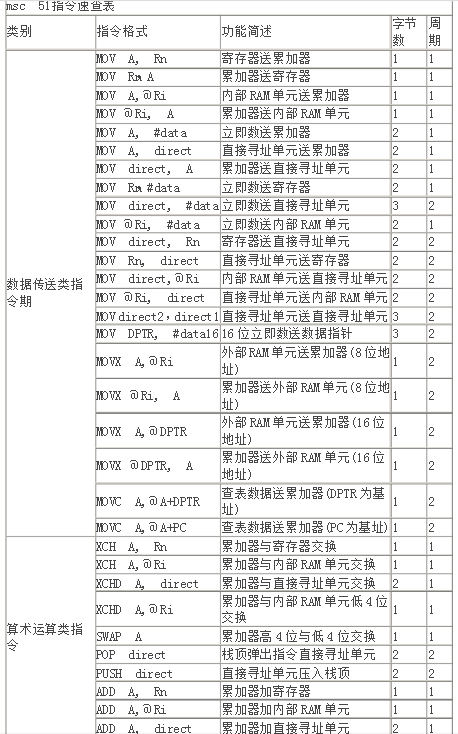 msc 51指令速查表
类别 指令格式 功能简述 字节数 周期
数据传送类指令期
MOV A, Rn 寄存器送累加器 1 1
MOV Rn A 累加器送寄存器 1 1
MOV A,@Ri 内部RAM单元送累加器 1 1
MOV @Ri, A 累加器送内部RAM单元 1 1
MOV A, #data 立即数送累加器 2 1
MOV A, direct 直接寻址单元送累加器 2 1
MOV direct, A 累加器送直接寻址单元 2 1
MOV Rn #data 立即数送寄存器 2 1
MOV direct, #data 立即数送直接寻址单元 3 2
MOV @Ri, #data 立即数送内部RAM单元 2 1
MOV direct, Rn 寄存器送直接寻址单元 2 2
MOV Rn, direct 直接寻址单元送寄存器 2 2
MOV direct,@Ri 内部RAM单元送直接寻址单元 2 2
MOV @Ri, direct 直接寻址单元送内部RAM单元 2 2
MOV direct2,direct1 直接寻址单元送直接寻址单元 3 2
MOV DPTR, #data16 16位立即数送数据指针 3 2
MOVX A,@Ri 外部RAM单元送累加器(8位地址) 1 2
MOVX @Ri, A 累加器送外部RAM单元(8位地址) 1 2
MOVX A,@DPTR 外部RAM单元送累加器(16位地址) 1 2
MOVX @DPTR, A 累加器送外部RAM单元(16位地址) 1 2
MOVC A,@A+DPTR 查表数据送累加器(DPTR为基址) 1 2
MOVC A,@A+PC 查表数据送累加器(PC为基址) 1 2
算术运算类指令
XCH A, Rn 累加器与寄存器交换 1 1
XCH A,@Ri 累加器与内部RAM单元交换 1 1
XCHD A, direct 累加器与直接寻址单元交换 2 1
XCHD A,@Ri 累加器与内部RAM单元低4位交换 1 1
SWAP A 累加器高4位与低4位交换 1 1
POP direct 栈顶弹出指令直接寻址单元 2 2
PUSH direct 直接寻址单元压入栈顶 2 2
ADD A, Rn 累加器加寄存器 1 1
ADD A,@Ri 累加器加内部RAM单元 1 1
ADD A, direct 累加器加直接寻址单元 2 1